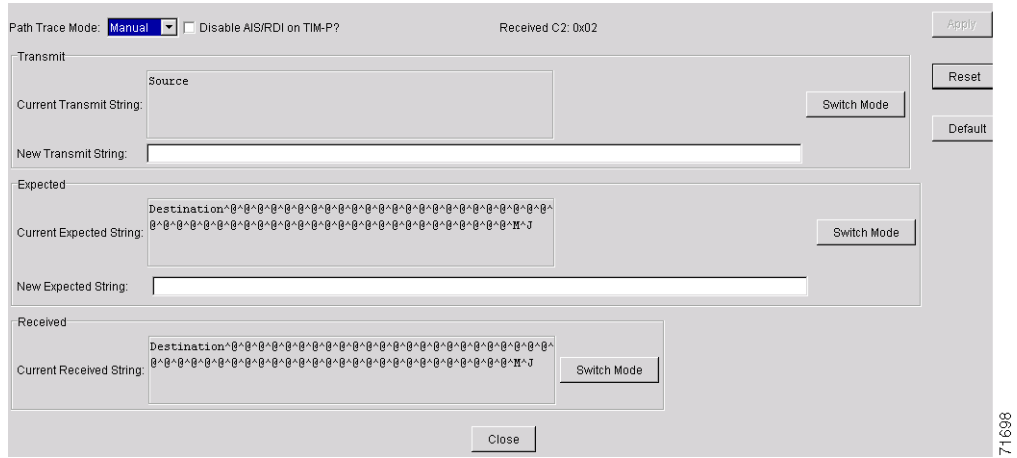 Path Trace Mode: Manual Disable AIS/RDI on TIM-P? Received C2: 0x02 Apply
Transmit
Source
Reset
Current Transmit String: Switch Mode
Default
New Transmit String:
Expected
Destination^@^@^@^@^@^@^@^@^@^@^@^@^@^@^@^@^@^@^@^@^@^@^@^@^
Current Expected String: @^@^@^@^@^@^@^@^@^@^@^@^@^@^@^@^@^@^@^@^@^@^@^@^@^@^@^M^J Switch Mode
New Expected String:
Received
Destination^@^@^@^@^@^@^@^@^@^@^@^@^@^@^@^@^@^@^@^@^@^@^@^@^
Current Received String: @^@^@^@^@^@^@^@^@^@^@^@^@^@^@^@^@^@^@^@^@^@^@^@^@^@^@^M^J Switch Mode
Close
71698